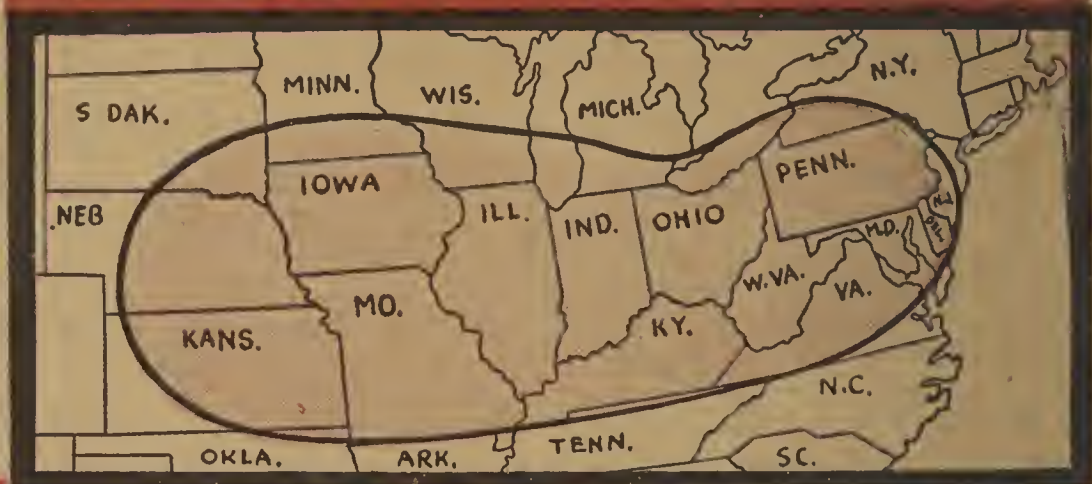 S DAK.
MINN.
WIS.
MICH.
N.Y.
.NEB
IOWA
ILL.
IND.
OHIO
PENN.
N.J.
DEL.
M.D.
W.VA.
VA.
MO.
KANS.
KY.
N.C.
TENN.
OKLA.
ARK.
SC.